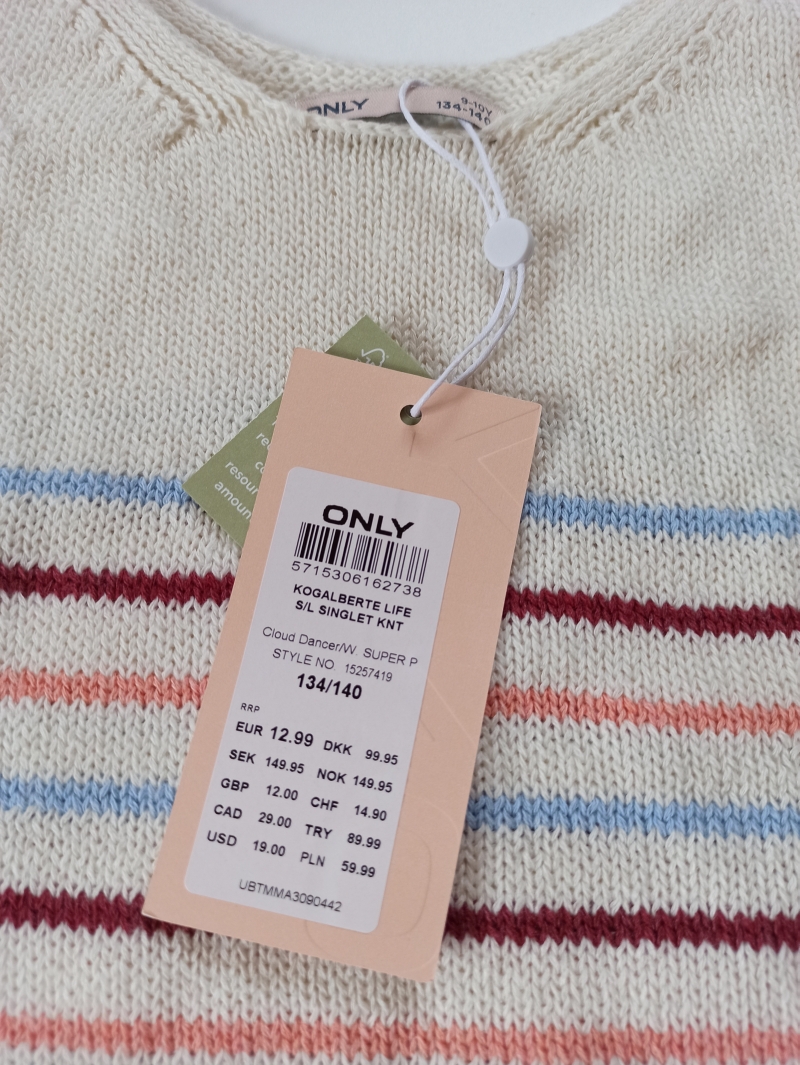 ONLY
9-10Y
134-140
resour
amoun
ONLY
5715306162738
KOGALBERTE LIFE
S/L SINGLET KNT
Cloud Dancer/W. SUPER P
STYLE NO. 15257419
134/140
RRP
EUR 12.99 DKK 99.95
SEK 149.95 NOK 149.95
GBP 12.00 CHF 14.90
CAD 29.00 TRY 89.99
USD 19.00 PLN 59.99
UBTMMA3090442